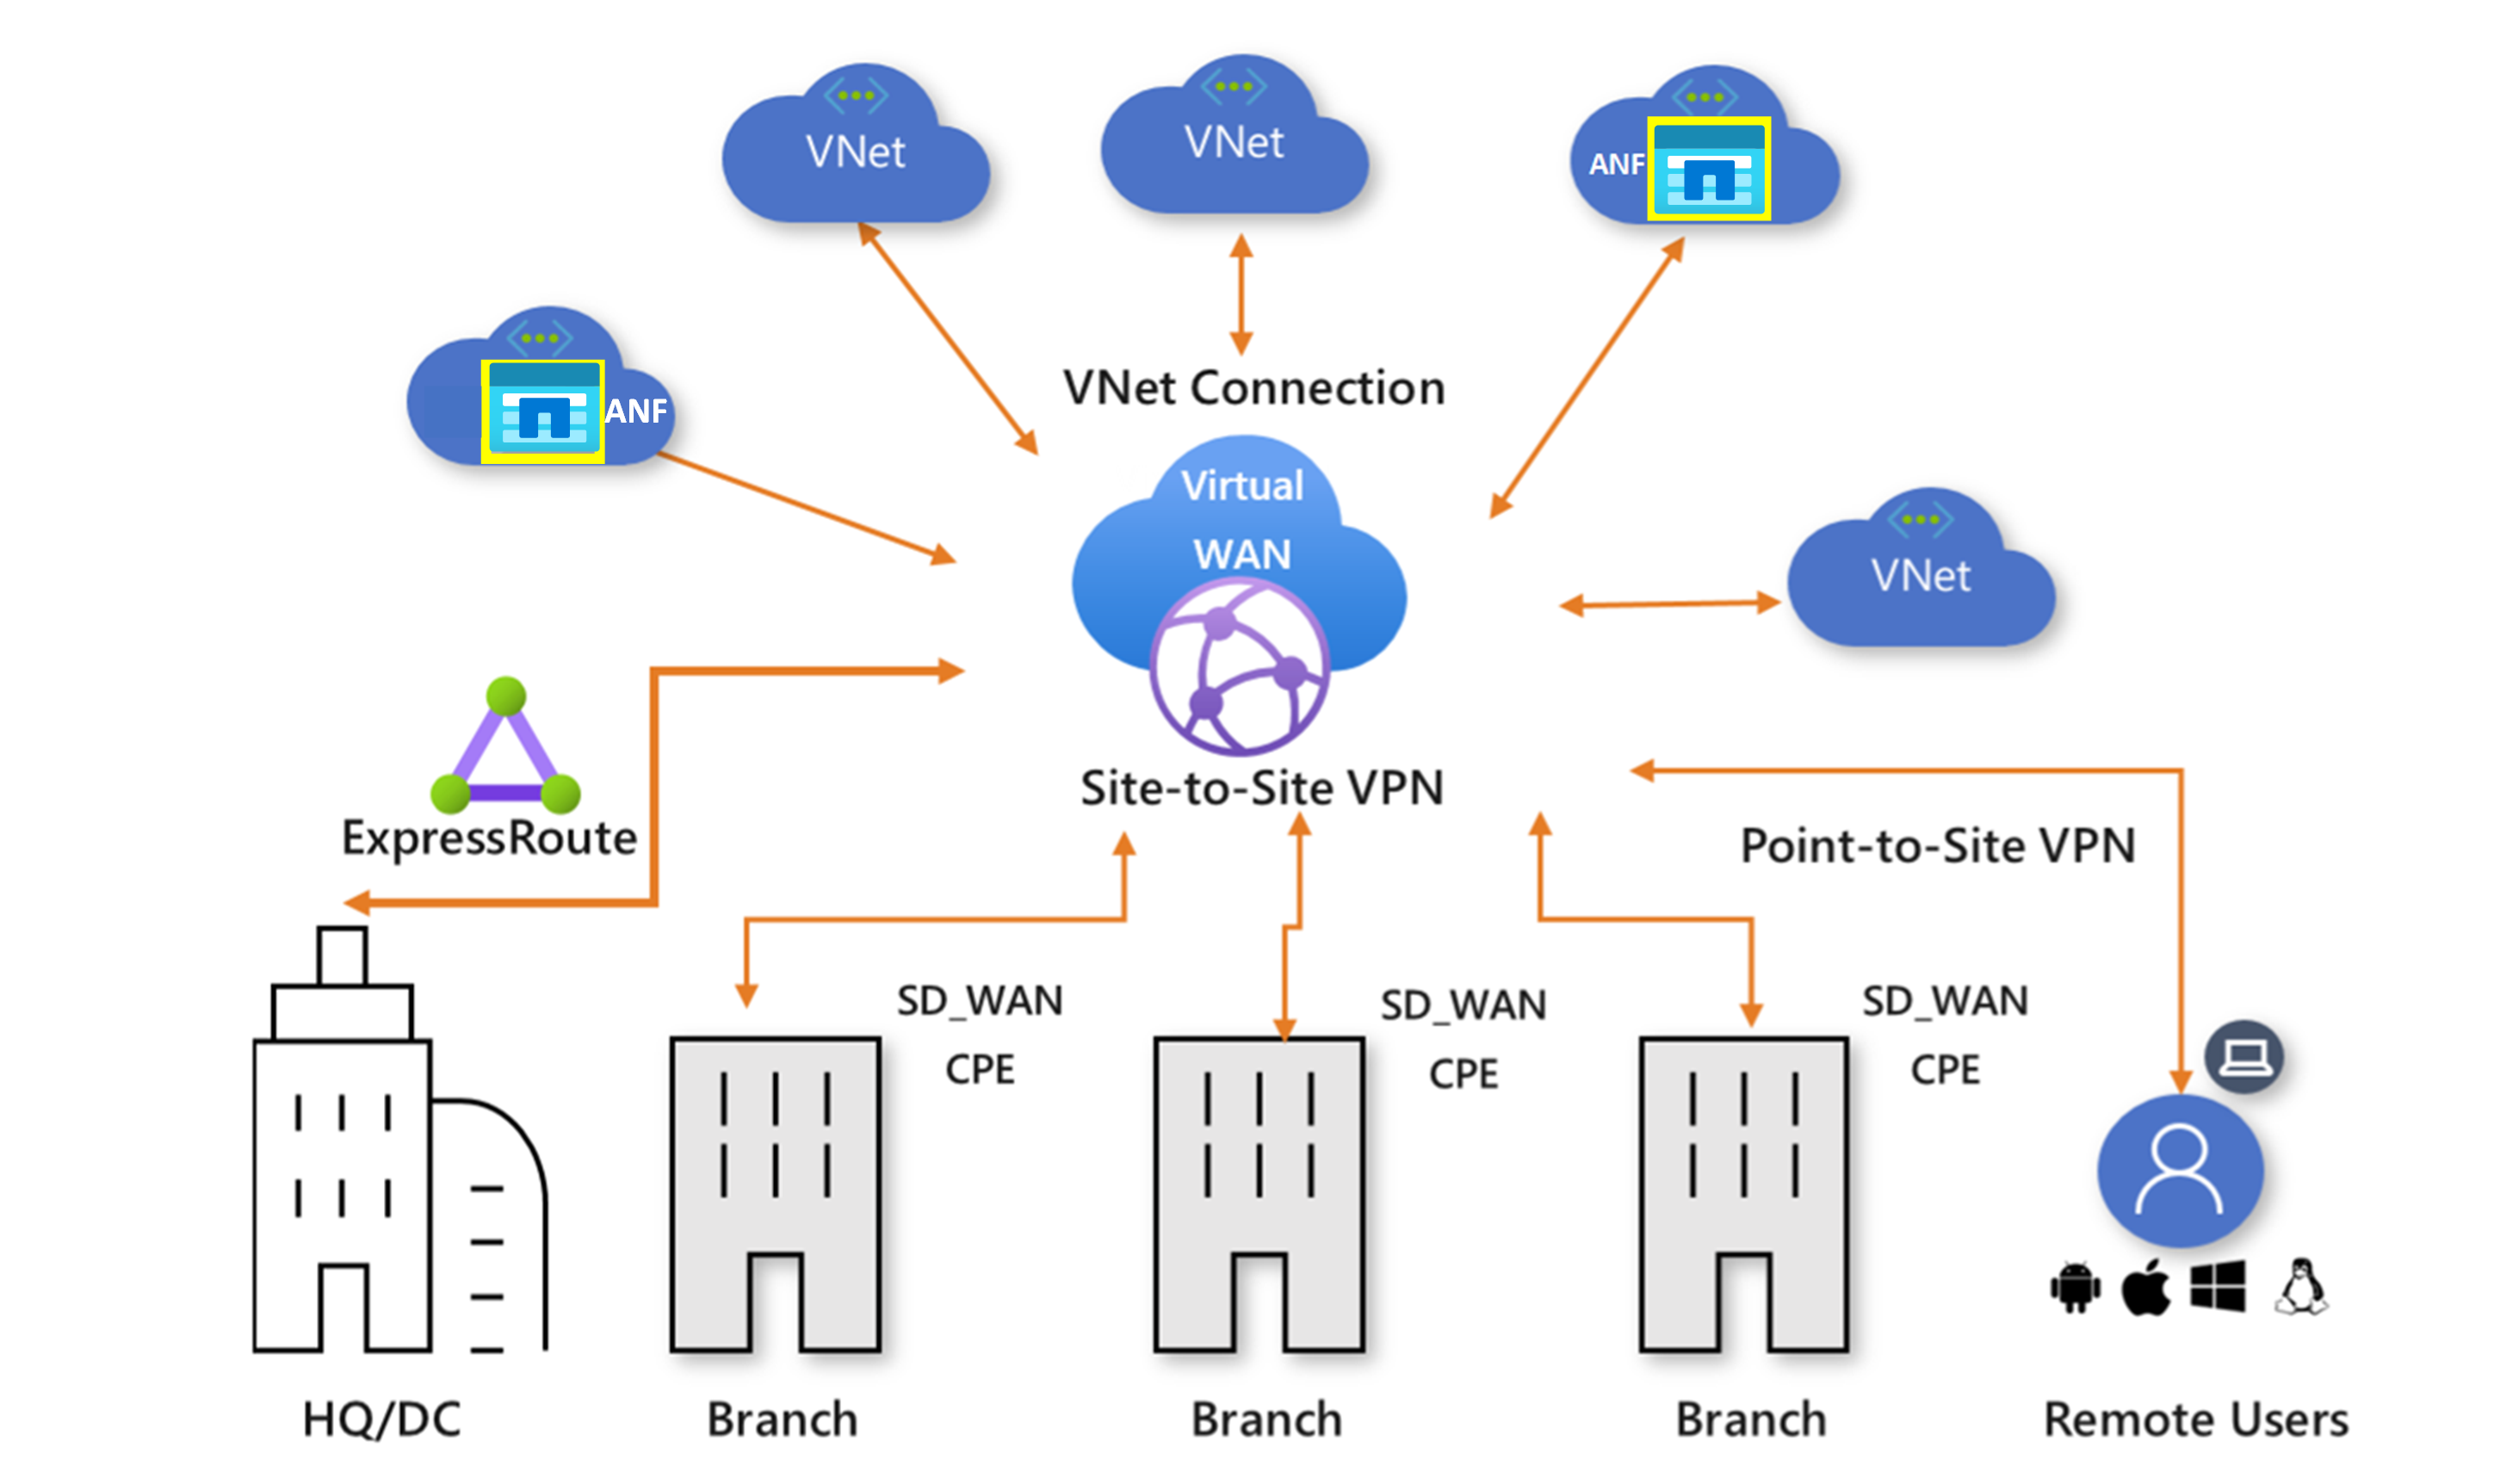 VNet
VNet
ANF
ANF
VNet Connection
Virtual
WAN
VNet
Site-to-Site VPN
ExpressRoute
Point-to-Site VPN
SD_WAN
CPE
SD_WAN
CPE
SD_WAN
CPE
HQ/DC
Branch
Branch
Branch
Remote Users